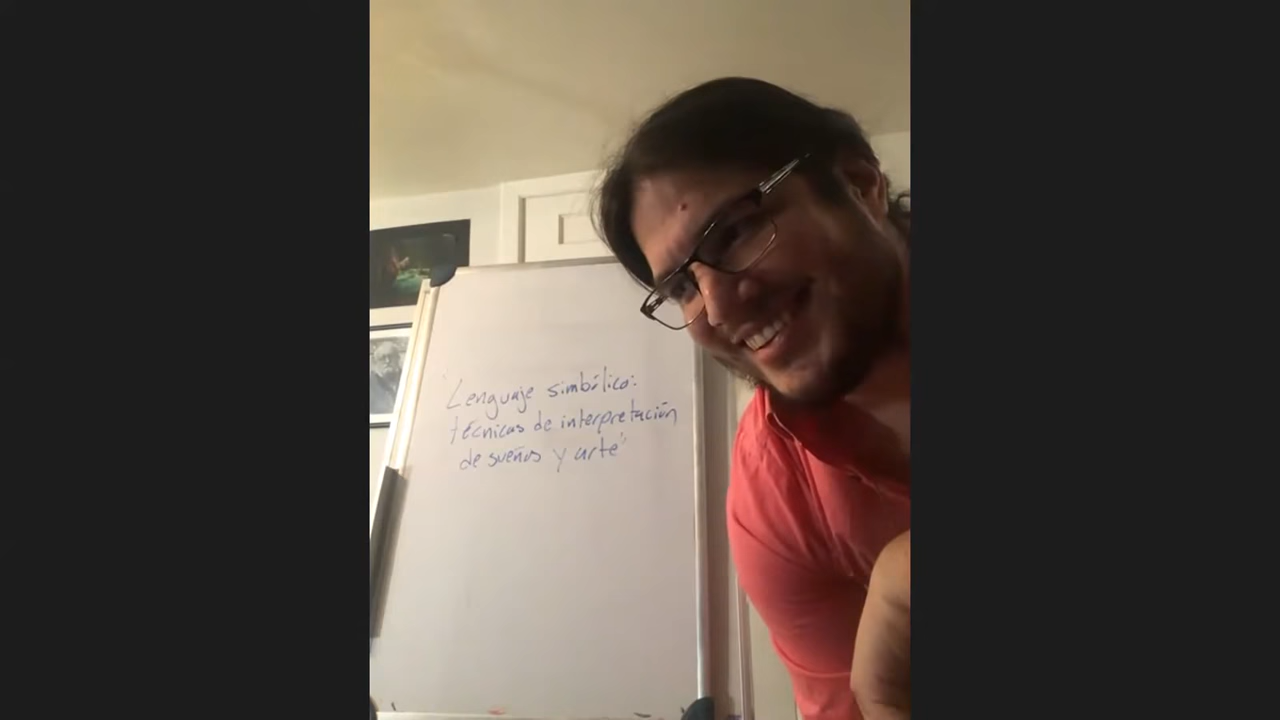 "Lenguaje simbólico:
técnicas de interpretación
de sueños y arte"